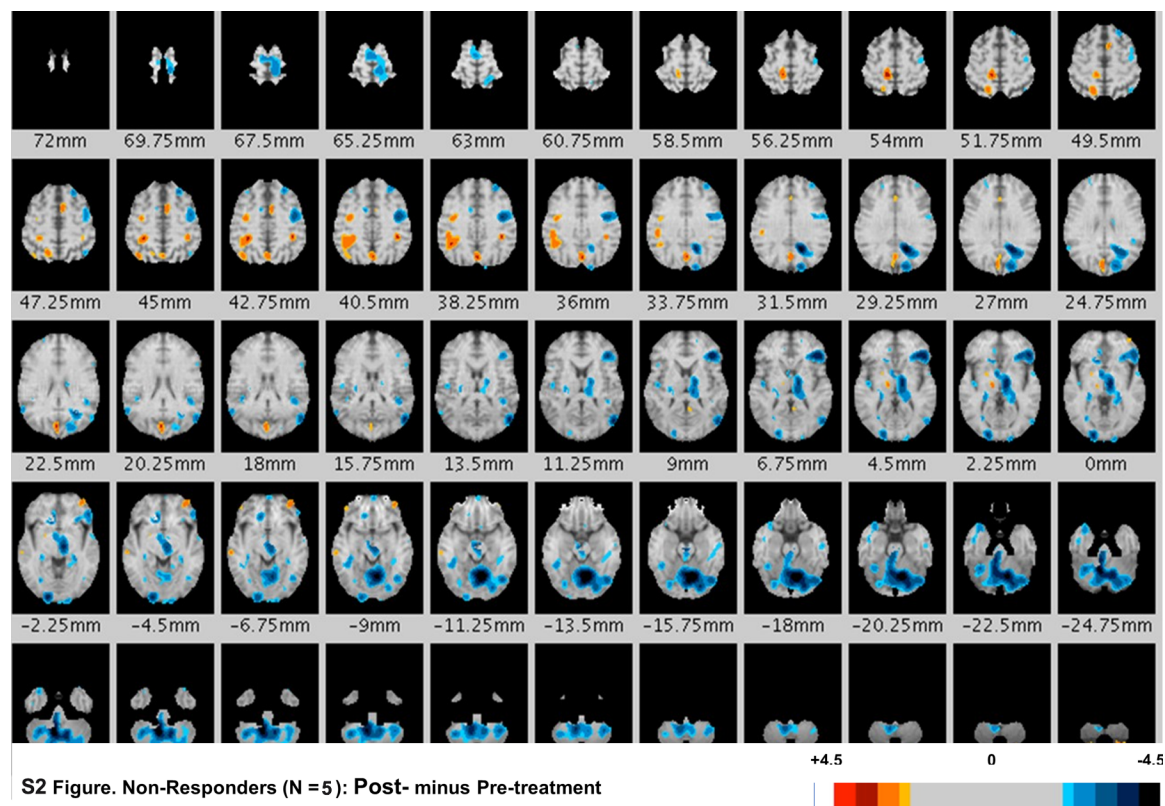 72mm 69.75mm 67.5mm 65.25mm 63mm 60.75mm 58.5mm 56.25mm 54mm 51.75mm 49.5mm
47.25mm 45mm 42.75mm 40.5mm 38.25mm 36mm 33.75mm 31.5mm 29.25mm 27mm 24.75mm
22.5mm 20.25mm 18mm 15.75mm 13.5mm 11.25mm 9mm 6.75mm 4.5mm 2.25mm 0mm
-2.25mm -4.5mm -6.75mm -9mm -11.25mm -13.5mm -15.75mm -18mm -20.25mm -22.5mm -24.75mm
+4.5 0 -4.5
S2 Figure. Non-Responders (N =5): Post- minus Pre-treatment